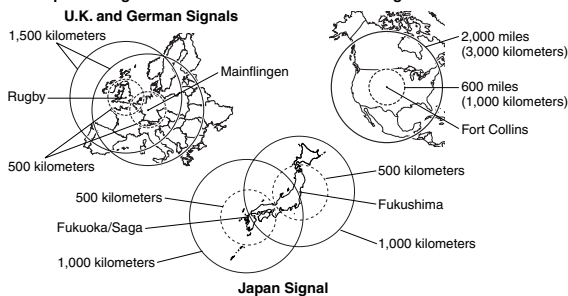 U.K. and German Signals
1,500 kilometers
Mainflingen
Rugby
500 kilometers
2,000 miles
(3,000 kilometers)
600 miles
(1,000 kilometers)
Fort Collins
500 kilometers
500 kilometers
Fukushima
Fukuoka/Saga
1,000 kilometers
1,000 kilometers
Japan Signal